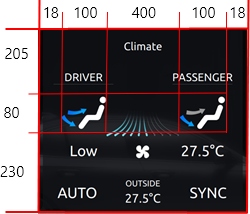 18 100 400 100 18
205
Climate
DRIVER PASSENGER
80
Low 27.5°C
230
AUTO OUTSIDE 27.5°C SYNC